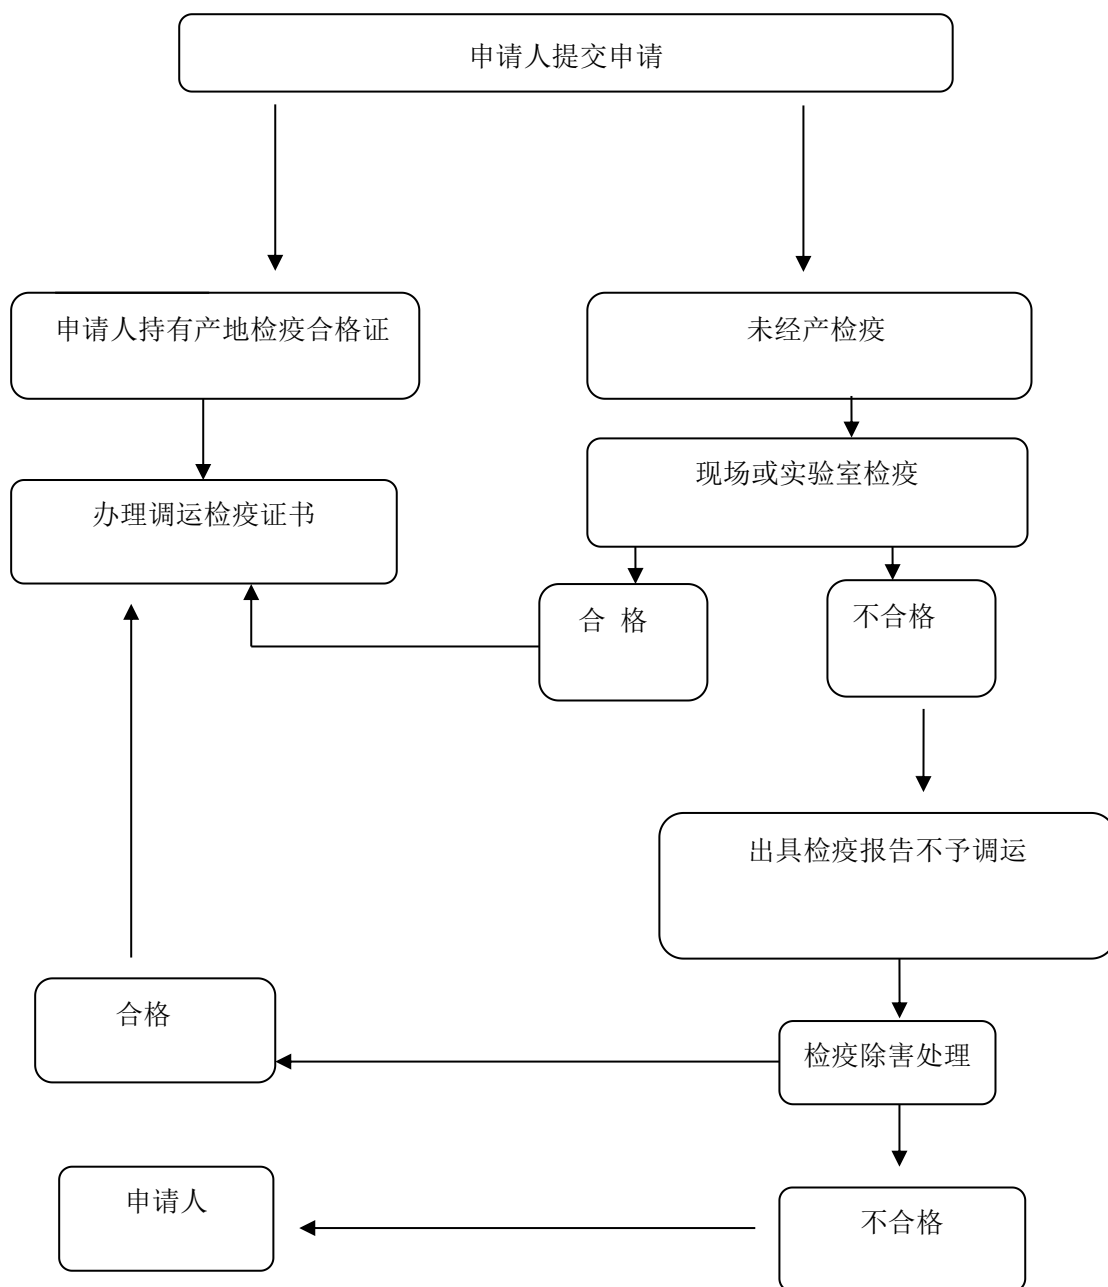 申请人提交申请
申请人持有产地检疫合格证
未经产检疫
办理调运检疫证书
现场或实验室检疫
合 格
不合格
出具检疫报告不予调运
合格
检疫除害处理
申请人
不合格